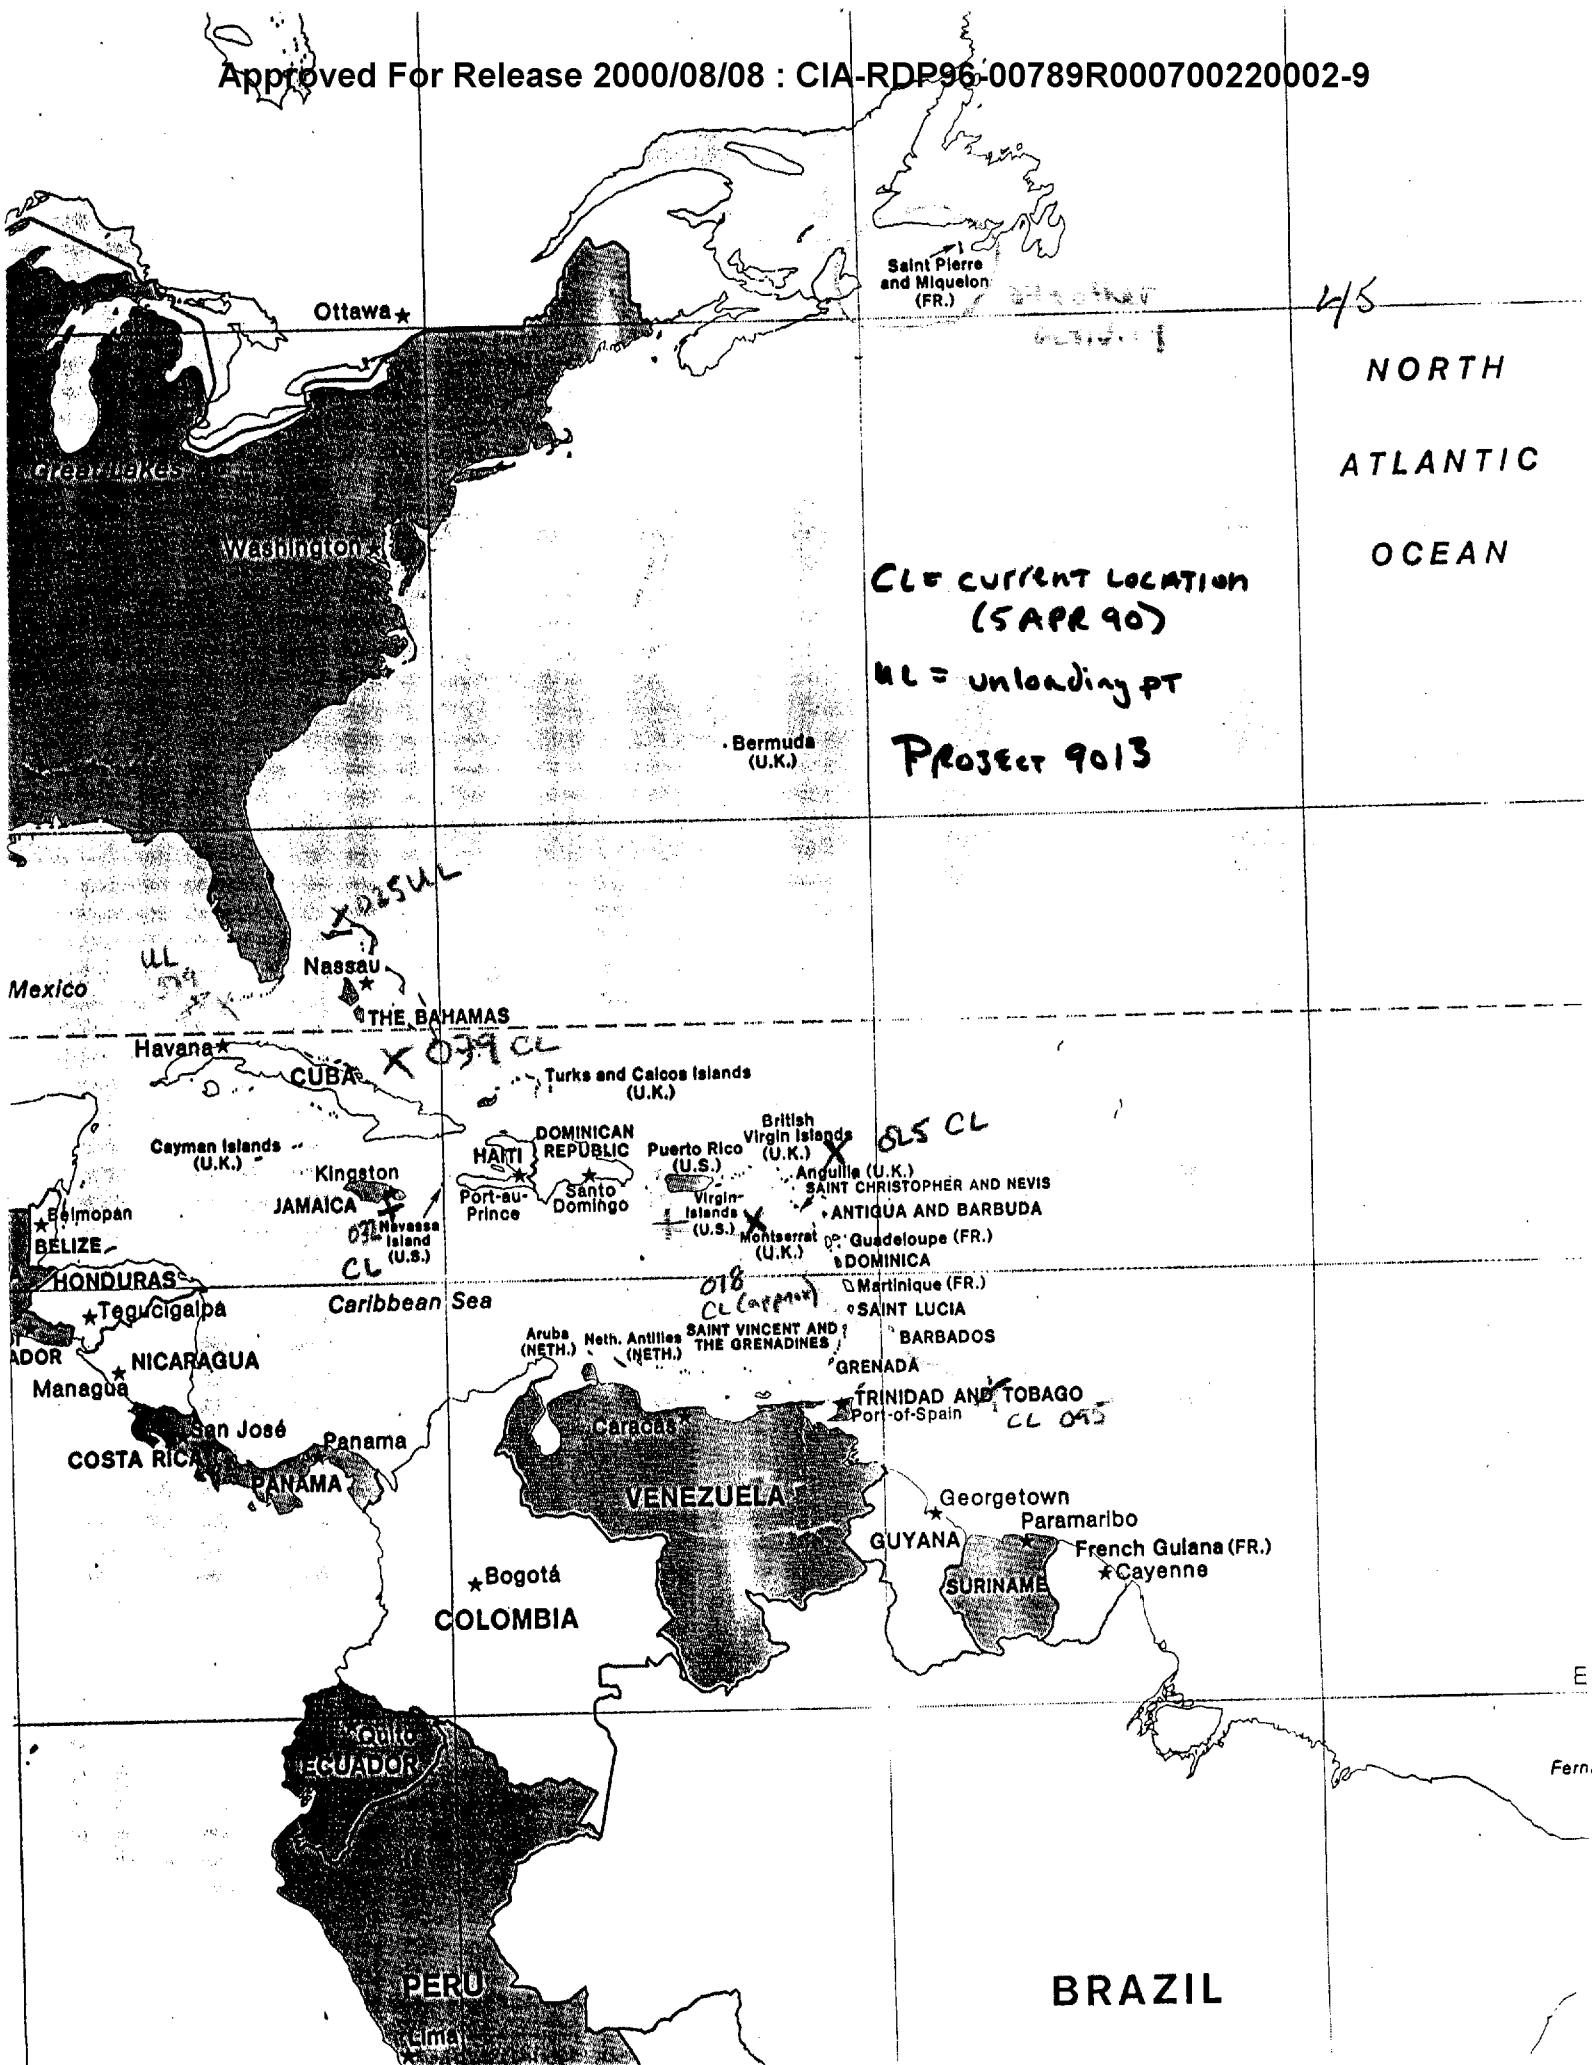 Approved For Release 2000/08/08 : CIA-RDP96-00789R000700220002-9
Saint Pierre
and Miquelon
(FR.)
Ottawa
4/5
NORTH
ATLANTIC
OCEAN
Great Lakes
Washington
CL = current LOCATION
(5 APR 90)
UL = unloading PT
PROJECT 9013
Bermuda
(U.K.)
X 025 UL
UL
Nassau
Mexico
THE BAHAMAS
Havana
X 079 CL
CUBA
Turks and Caicos Islands
(U.K.)
Cayman Islands
(U.K.)
HAITI
DOMINICAN
REPUBLIC
Puerto Rico
(U.S.)
British
Virgin Islands
(U.K.)
X
025 CL
Anguilla (U.K.)
SAINT CHRISTOPHER AND NEVIS
Kingston
JAMAICA
Port-au-
Prince
Santo
Domingo
Virgin
Islands
(U.S.)
X
ANTIGUA AND BARBUDA
Belmopan
BELIZE
Navassa
Island
(U.S.)
CL
Montserrat
(U.K.)
Guadeloupe (FR.)
DOMINICA
HONDURAS
Tegucigalpa
Caribbean Sea
018
CL (approx)
Martinique (FR.)
SAINT LUCIA
Aruba
(NETH.)
Neth. Antilles
(NETH.)
SAINT VINCENT AND
THE GRENADINES
BARBADOS
ADOR
NICARAGUA
GRENADA
Managua
TRINIDAD AND TOBAGO
Port-of-Spain
CL 095
San José
COSTA RICA
Panama
PANAMA
Caracas
VENEZUELA
Georgetown
GUYANA
Paramaribo
SURINAME
French Guiana (FR.)
Cayenne
Bogotá
COLOMBIA
E
Quito
ECUADOR
Fern
PERU
BRAZIL
Lima